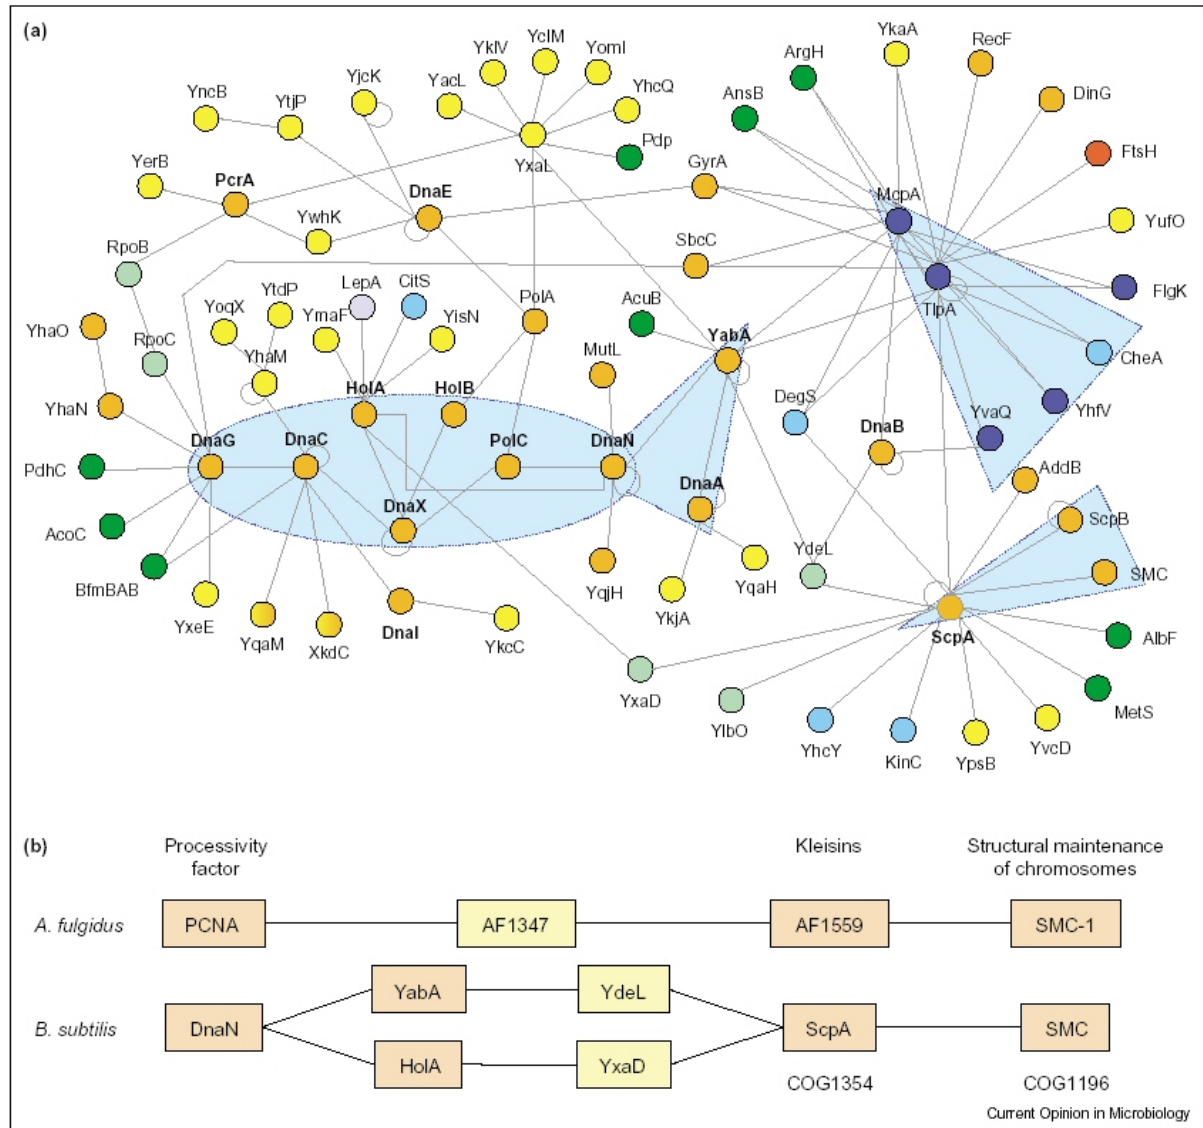 (a)
YncB
YtjP
YjcK
YacL
YklV
YclM
YomI
YhcQ
Pdp
YxaL
ArgH
AnsB
YkaA
RecF
DinG
FtsH
YufO
FlgK
CheA
YhfV
YvaQ
McpA
TlpA
GyrA
SbcC
YerB
PcrA
YwhK
DnaE
RpoB
RpoC
YhaO
YhaN
YoqX
YtdP
YhaM
YmaF
LepA
CitS
YisN
PolA
AcuB
MutL
YabA
DegS
DnaB
AddB
ScpB
SMC
HolA
HolB
DnaG
DnaC
PolC
DnaN
DnaX
DnaA
PdhC
AcoC
BfmBAB
YxeE
YqaM
XkdC
DnaI
YkcC
YqjH
YkjA
YqaH
YdeL
ScpA
AlbF
MetS
YvcD
YpsB
KinC
YhcY
YlbO
YxaD
(b)
Processivity
factor
Kleisins
Structural maintenance
of chromosomes
A. fulgidus
PCNA
AF1347
AF1559
SMC-1
B. subtilis
DnaN
YabA
YdeL
HolA
YxaD
ScpA
SMC
COG1354
COG1196
Current Opinion in Microbiology